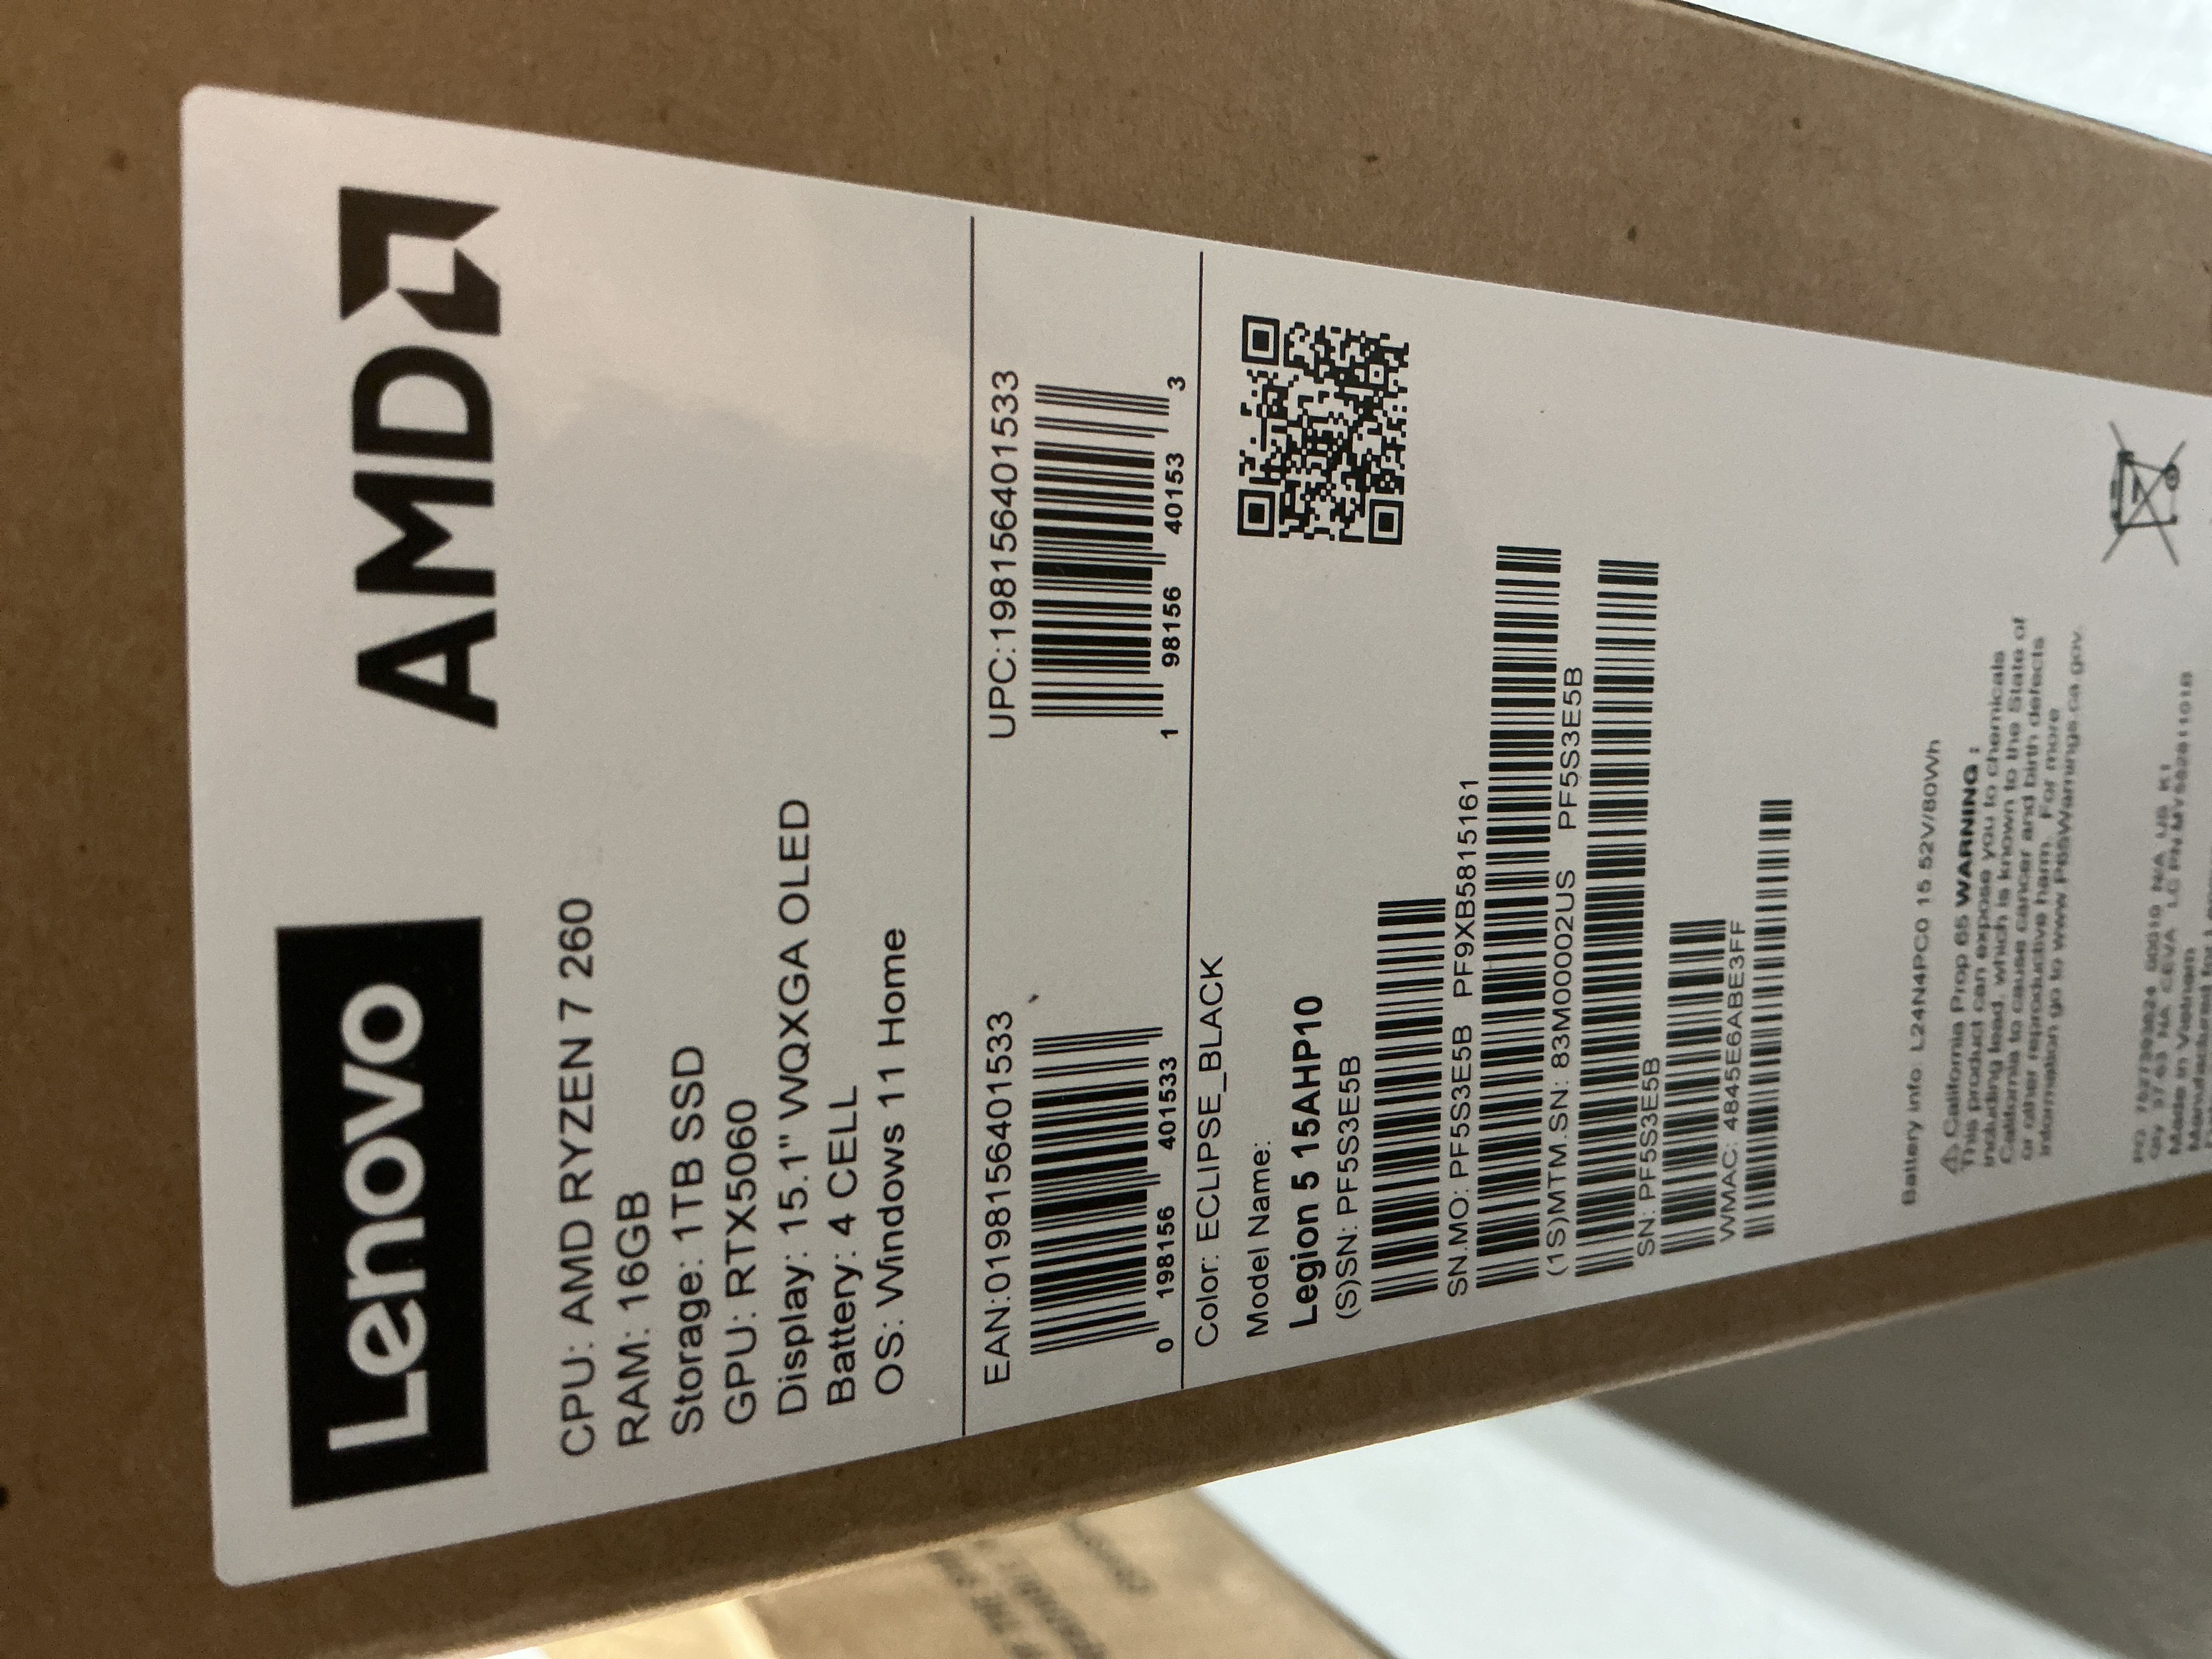 Lenovo
AMD
CPU: AMD RYZEN 7 260
RAM: 16GB
Storage: 1TB SSD
GPU: RTX5060
Display: 15.1" WQXGA OLED
Battery: 4 CELL
OS: Windows 11 Home
EAN:0198156401533
0 198156 401533
UPC:198156401533
1 98156 40153 3
Color: ECLIPSE_BLACK
Model Name:
Legion 5 15AHP10
(S)SN: PF5S3E5B
SN.MO: PF5S3E5B PF9XB5815161
(1S)MTM.SN: 83M00002US PF5S3E5B
SN: PF5S3E5B
WMAC: 4845E6ABE3FF
Battery info: L24N4PC0 15.52V/80Wh
⚠ California Prop 65 WARNING :
This product can expose you to chemicals
including lead, which is known to the State of
California to cause cancer and birth defects
or other reproductive harm. For more
information go to www.P65Warnings.ca.gov.
Made in Vietnam